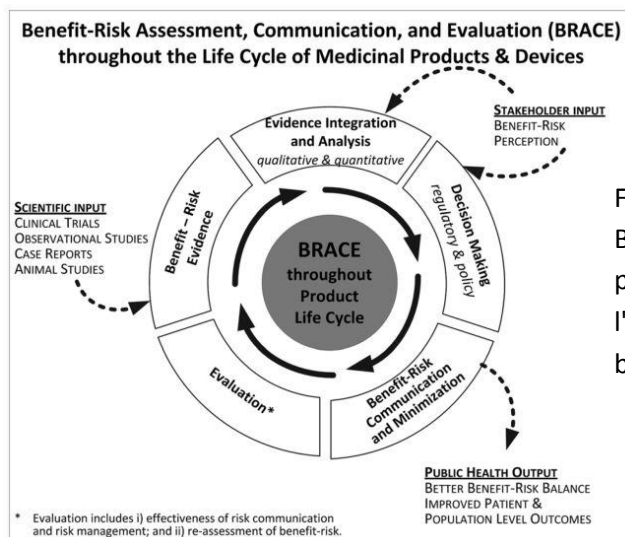 Benefit-Risk Assessment, Communication, and Evaluation (BRACE)
throughout the Life Cycle of Medicinal Products & Devices
STAKEHOLDER INPUT
BENEFIT-RISK
PERCEPTION
Evidence Integration
and Analysis
qualitative & quantitative
Decision Making
regulatory & policy
SCIENTIFIC INPUT
CLINICAL TRIALS
OBSERVATIONAL STUDIES
CASE REPORTS
ANIMAL STUDIES
Benefit – Risk
Evidence
BRACE
throughout
Product
Life Cycle
Evaluation*
Benefit-Risk
Communication
and Minimization
PUBLIC HEALTH OUTPUT
BETTER BENEFIT-RISK BALANCE
IMPROVED PATIENT &
POPULATION LEVEL OUTCOMES
* Evaluation includes i) effectiveness of risk communication
and risk management; and ii) re-assessment of benefit-risk.
F
B
p
l'
b